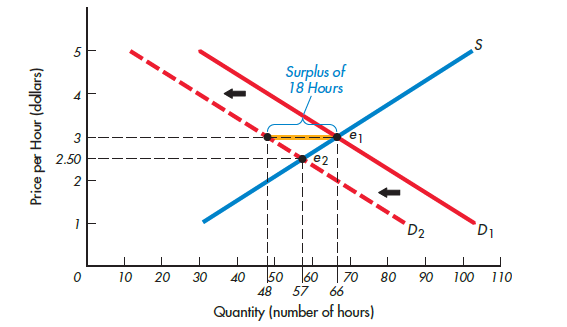 S
5
Surplus of
18 Hours
4
3
e1
2.50
e2
2
1
D2
D1
0
10
20
30
40
50
60
70
80
90
100
110
48
57
66
Price per Hour (dollars)
Quantity (number of hours)